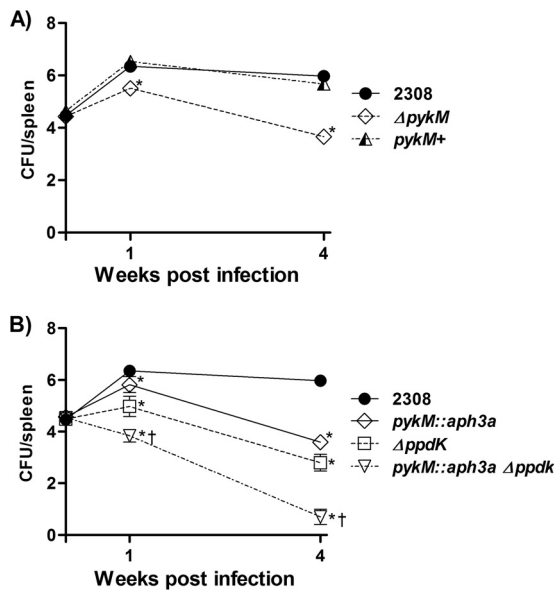 A)
8
6
4
2
0
CFU/spleen
*
*
1
4
Weeks post infection
2308
ΔpykM
pykM+
B)
8
6
4
2
0
CFU/spleen
*
*
*†
*
*
*†
1
4
Weeks post infection
2308
pykM::aph3a
ΔppdK
pykM::aph3a Δppdk